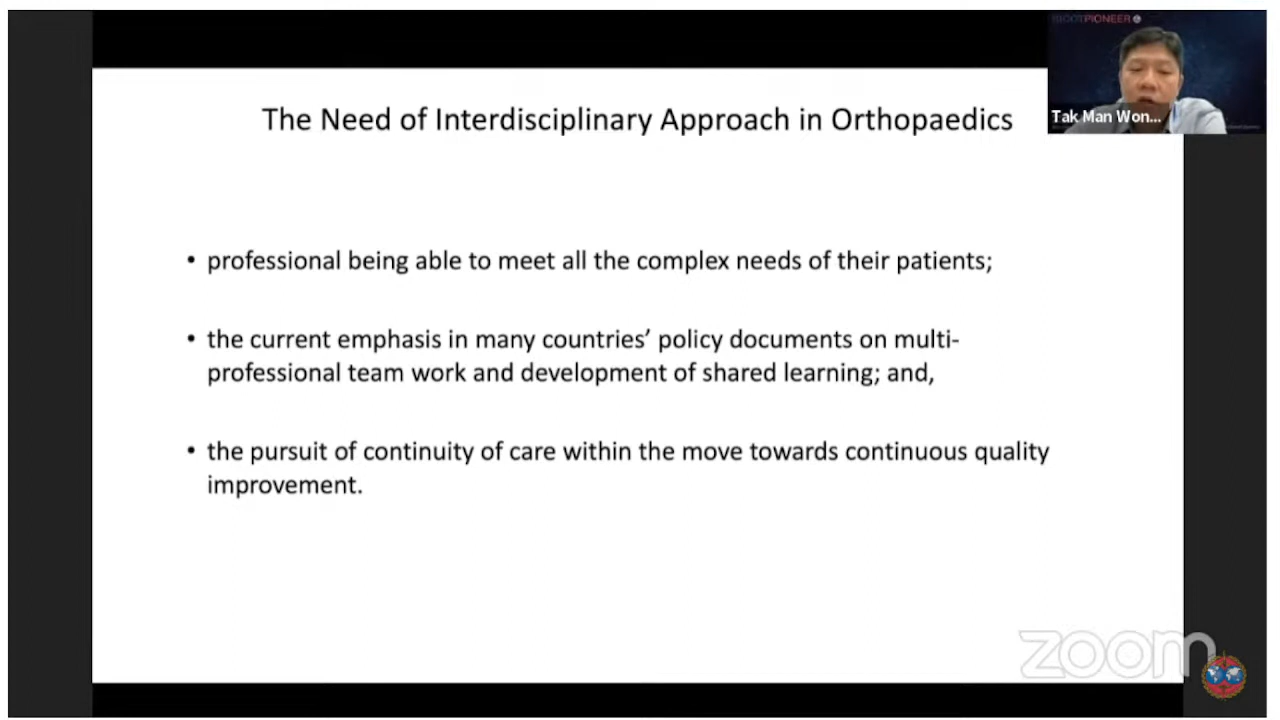 SICOTPIONEER
The Need of Interdisciplinary Approach in Orthopaedics
Tak Man Won...
• professional being able to meet all the complex needs of their patients;
• the current emphasis in many countries’ policy documents on multi-
professional team work and development of shared learning; and,
• the pursuit of continuity of care within the move towards continuous quality
improvement.
zoom